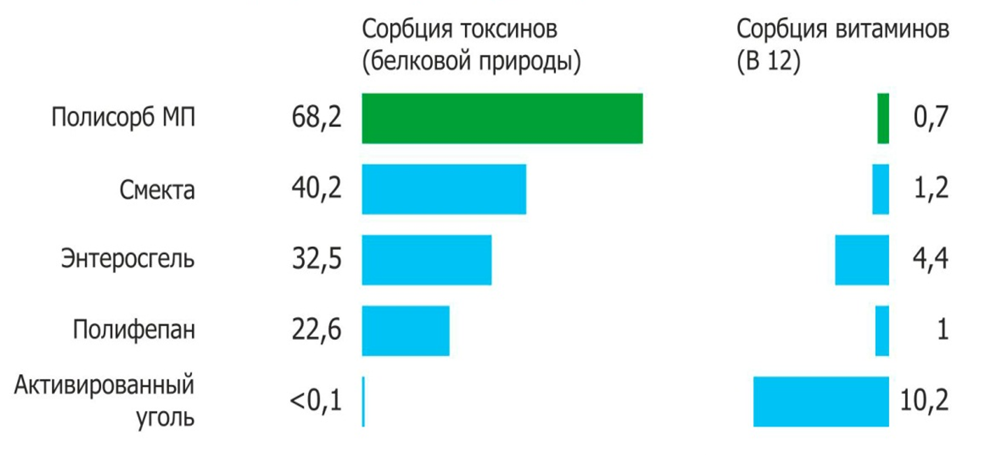 Сорбция токсинов
(белковой природы)
Сорбция витаминов
(В 12)
Полисорб МП 68,2 0,7
Смекта 40,2 1,2
Энтеросгель 32,5 4,4
Полифепан 22,6 1
Активированный
уголь <0,1 10,2